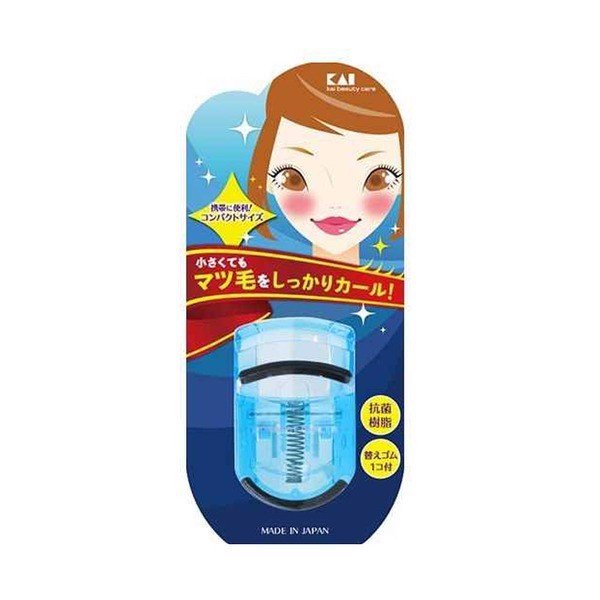 KAI
kai beauty care
携帯に便利!
コンパクトサイズ
小さくても
マツ毛をしっかりカール!
抗菌
樹脂
替えゴム
1コ付
MADE IN JAPAN